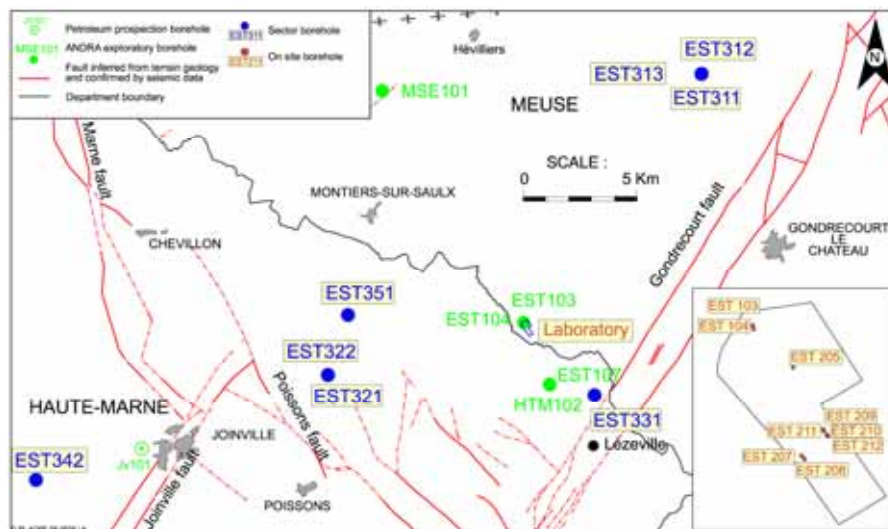 Petroleum prospection borehole
MSE101
ANDRA exploratory borehole
Fault inferred from terrain geology
and confirmed by seismic data
Department boundary
EST311
Sector borehole
On site borehole
Hévilliers
MSE101
MEUSE
EST312
EST313
EST311
N
SCALE :
0
5 Km
Marne fault
MONTIERS-SUR-SAULX
CHEVILLON
Gondrecourt fault
GONDRECOURT
LE
CHATEAU
EST351
EST103
EST104
Laboratory
EST322
EST321
EST107
HTM102
EST331
Lézeville
HAUTE-MARNE
JOINVILLE
Poissons fault
Jv101
EST342
Joinville fault
POISSONS
EST 103
EST 104
EST 205
EST 209
EST 211
EST 210
EST 212
EST 207
EST 208